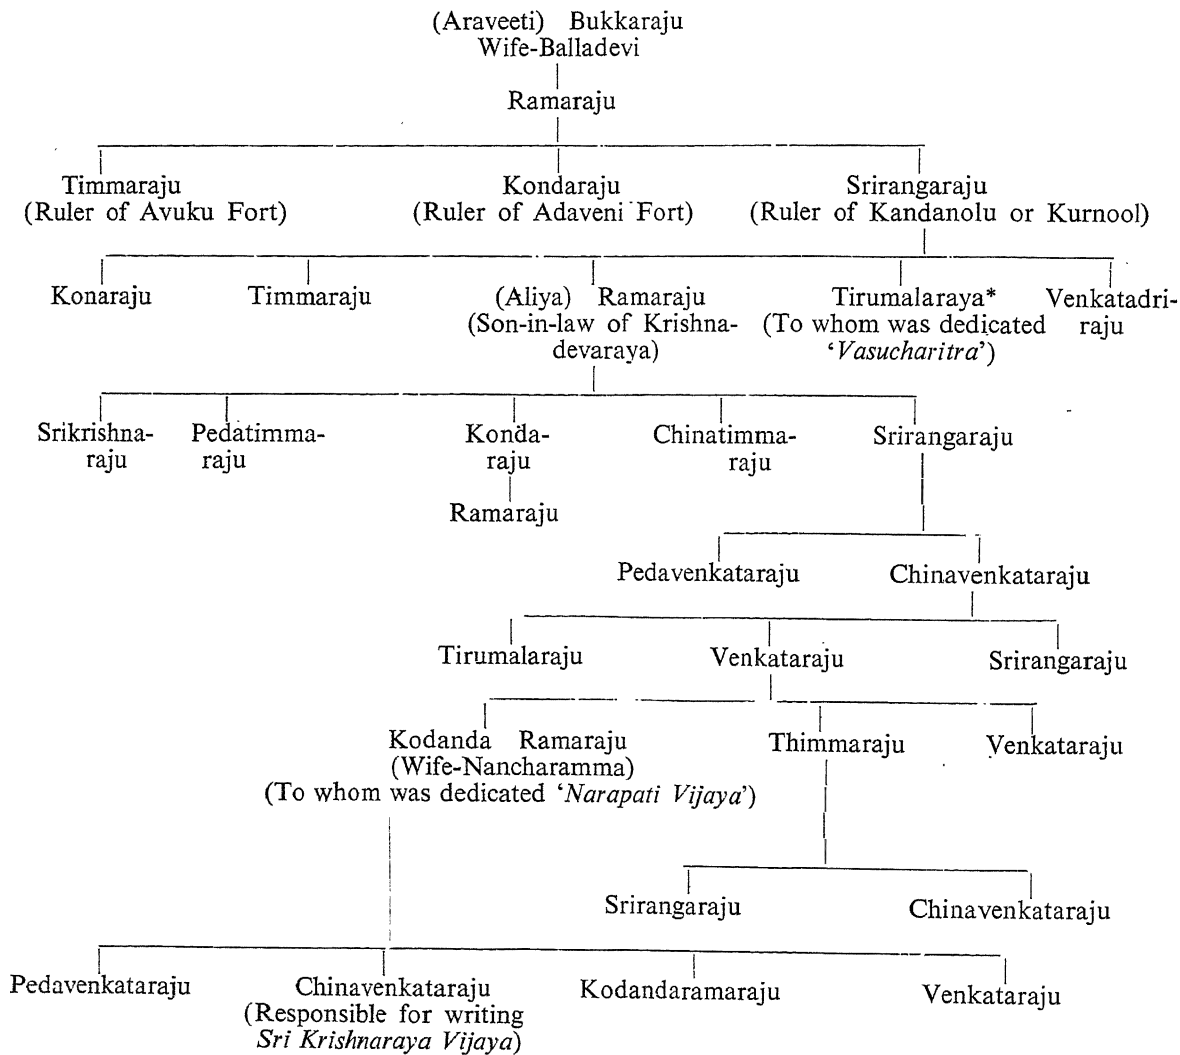 (Araveeti) Bukkaraju
Wife-Balladevi
Ramaraju
Timmaraju
(Ruler of Avuku Fort)
Kondaraju
(Ruler of Adaveni Fort)
Srirangaraju
(Ruler of Kandanolu or Kurnool)
Konaraju
Timmaraju
(Aliya) Ramaraju
(Son-in-law of Krishna-
devaraya)
Tirumalaraya*
(To whom was dedicated
‘Vasucharitra’)
Venkatadri-
raju
Srikrishna-
raju
Pedatimma-
raju
Konda-
raju
Chinatimma-
raju
Srirangaraju
Ramaraju
Pedavenkataraju
Chinavenkataraju
Tirumalaraju
Venkataraju
Srirangaraju
Kodanda Ramaraju
(Wife-Nancharamma)
(To whom was dedicated ‘Narapati Vijaya’)
Thimmaraju
Venkataraju
Srirangaraju
Chinavenkataraju
Pedavenkataraju
Chinavenkataraju
(Responsible for writing
Sri Krishnaraya Vijaya)
Kodandaramaraju
Venkataraju